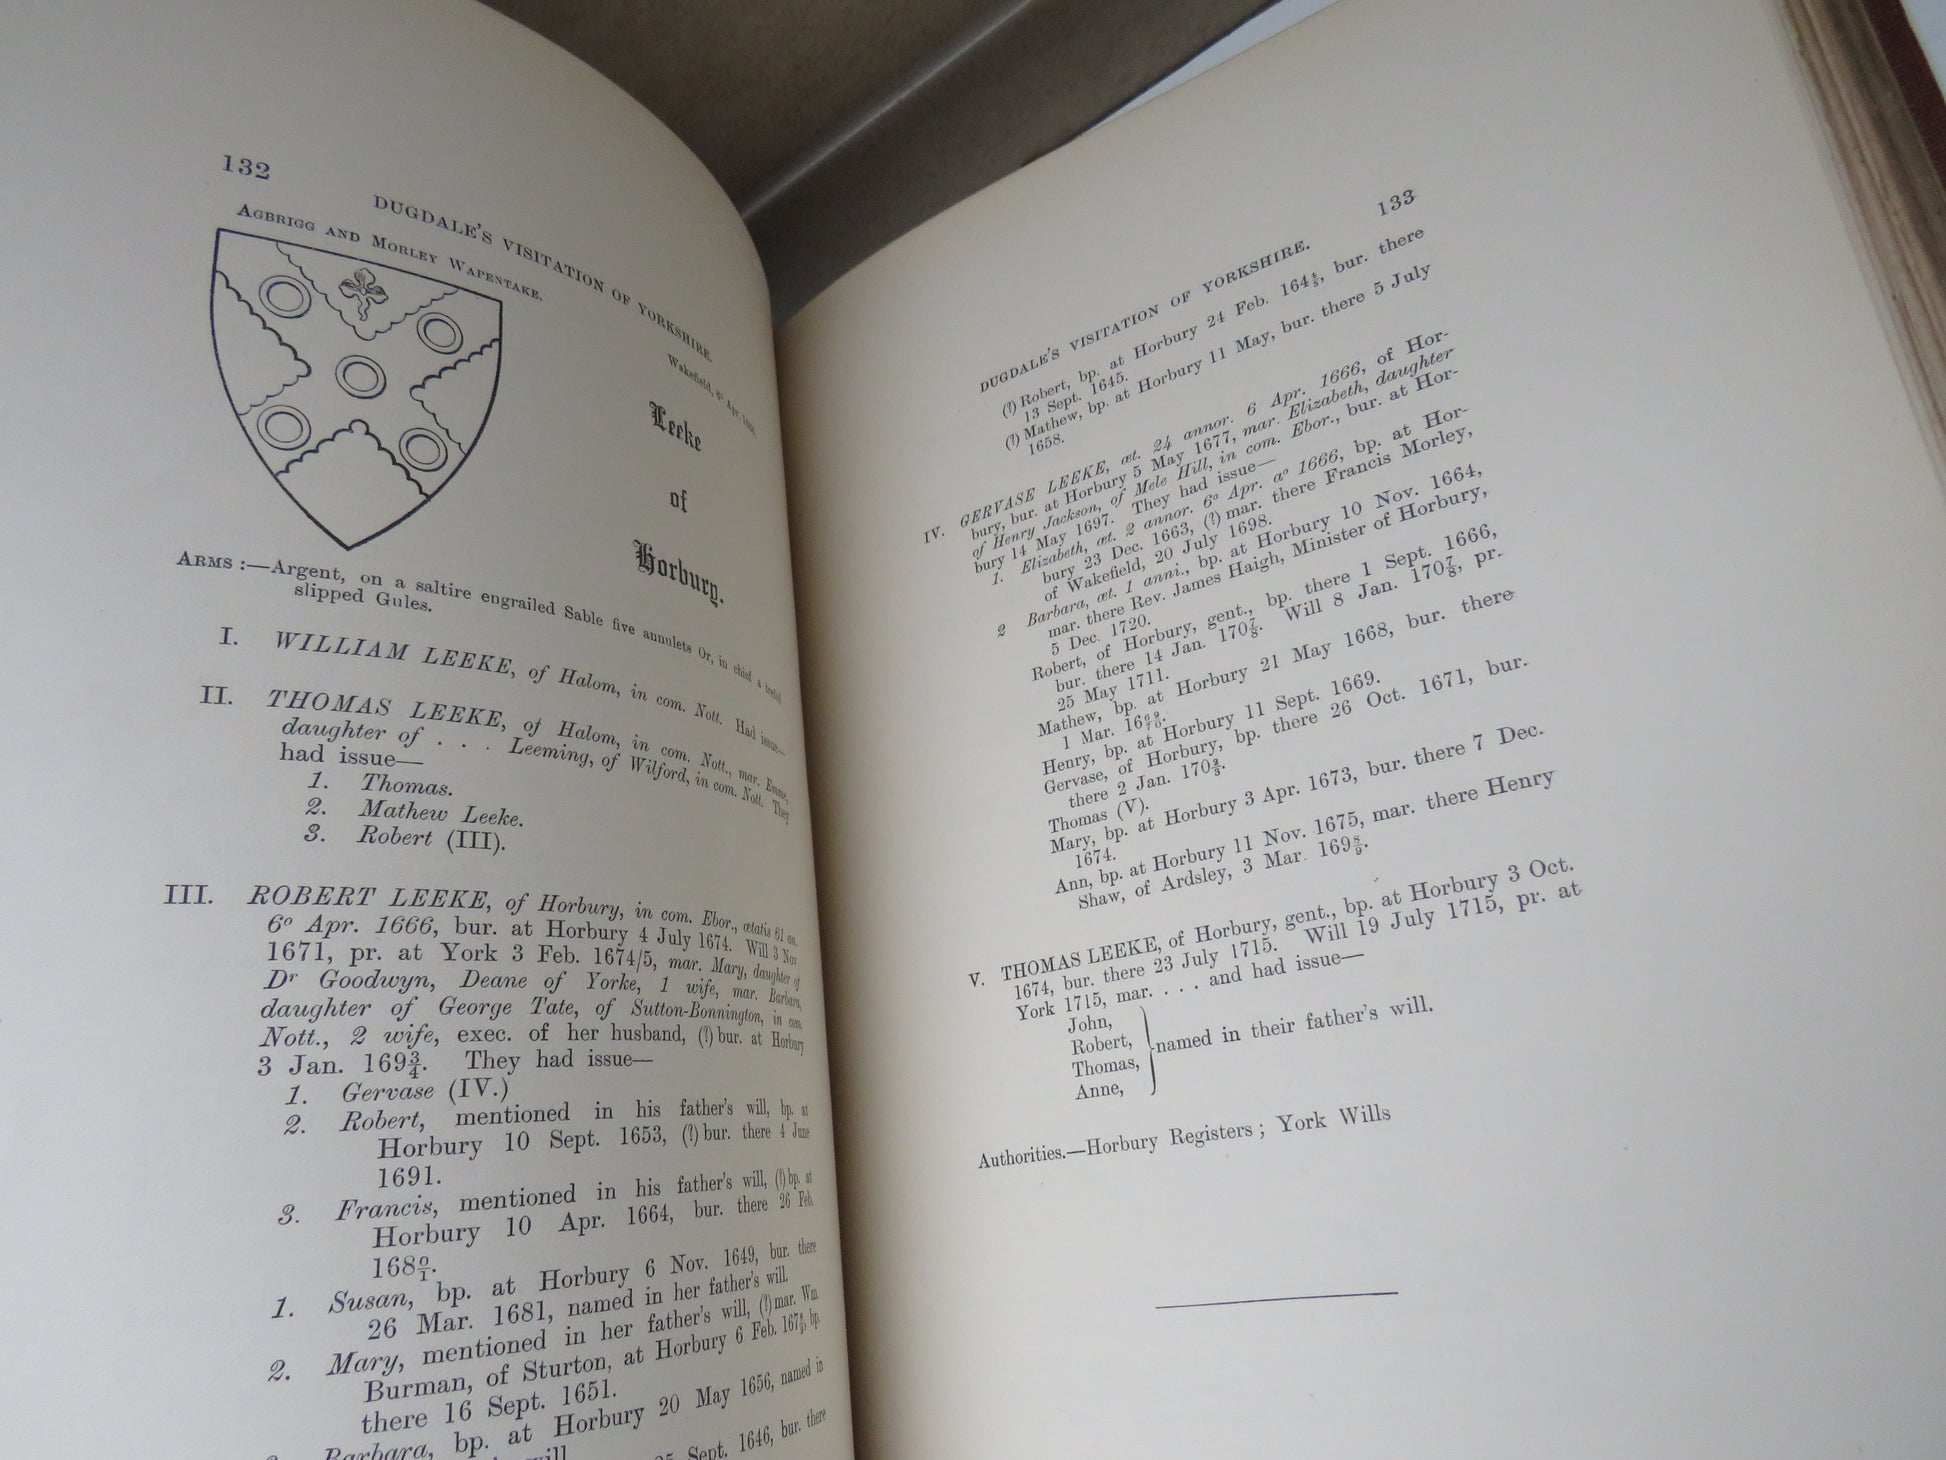 132
DUGDALE'S VISITATION OF YORKSHIRE.
AGBRIGG AND MORLEY WAPENTAKE.
Wakefield, 6º Apr. 1666.
Leeke
of
Horbury.
ARMS :—Argent, on a saltire engrailed Sable five annulets Or, in chief a trefoil
slipped Gules.
I. WILLIAM LEEKE, of Halom, in com. Nott. Had issue—
II. THOMAS LEEKE, of Halom, in com. Nott., mar. Emme,
daughter of . . . Leeming, of Wilford, in com. Nott. They
had issue—
1. Thomas.
2. Mathew Leeke.
3. Robert (III).
III. ROBERT LEEKE, of Horbury, in com. Ebor., ætatis 61 an.
6º Apr. 1666, bur. at Horbury 4 July 1674. Will 3 Nov
1671, pr. at York 3 Feb. 1674/5, mar. Mary, daughter of
Dr Goodwyn, Deane of Yorke, 1 wife, mar. Barbara,
daughter of George Tate, of Sutton-Bonnington, in com.
Nott., 2 wife, exec. of her husband, (?) bur. at Horbury
3 Jan. 169¾. They had issue—
1. Gervase (IV.)
2. Robert, mentioned in his father's will, bp. at
Horbury 10 Sept. 1653, (?) bur. there 4 June
1691.
3. Francis, mentioned in his father's will, (?) bp. at
Horbury 10 Apr. 1664, bur. there 26 Feb.
168 0/1.
1. Susan, bp. at Horbury 6 Nov. 1649, bur. there
26 Mar. 1681, named in her father's will.
2. Mary, mentioned in her father's will, (?) mar. Wm.
Burman, of Sturton, at Horbury 6 Feb. bp.
there 16 Sept. 1651.
Barbara, bp. at Horbury 20 May 1656, named in
will
Sept. 1646, bur. there
133
DUGDALE'S VISITATION OF YORKSHIRE.
(?) Robert, bp. at Horbury 24 Feb. 164⅘, bur. there
13 Sept. 1645.
(?) Mathew, bp. at Horbury 11 May, bur. there 5 July
1658.
IV. GERVASE LEEKE, æt. 24 annor. 6 Apr. 1666, of Hor-
bury, bur. at Horbury 5 May 1677, mar. Elizabeth, daughter
of Henry Jackson, of Mele Hill, in com. Ebor., bur. at Hor-
bury 14 May 1697. They had issue—
1. Elizabeth, æt. 2 annor. 6º Apr. aº 1666, bp. at Hor-
bury 23 Dec. 1663, (?) mar. there Francis Morley,
of Wakefield, 20 July 1698.
2 Barbara, æt. 1 anni., bp. at Horbury 10 Nov. 1664,
mar. there Rev. James Haigh, Minister of Horbury,
5 Dec. 1720.
Robert, of Horbury, gent., bp. there 1 Sept. 1666,
bur. there 14 Jan. 170⅞. Will 8 Jan. 170⅞, pr.
25 May 1711.
Mathew, bp. at Horbury 21 May 1668, bur. there
1 Mar. 16 69/70.
Henry, bp. at Horbury 11 Sept. 1669.
Gervase, of Horbury, bp. there 26 Oct. 1671, bur.
there 2 Jan. 170⅔.
Thomas (V).
Mary, bp. at Horbury 3 Apr. 1673, bur. there 7 Dec.
1674.
Ann, bp. at Horbury 11 Nov. 1675, mar. there Henry
Shaw, of Ardsley, 3 Mar. 169 8/9.
V. THOMAS LEEKE, of Horbury, gent., bp. at Horbury 3 Oct.
1674, bur. there 23 July 1715. Will 19 July 1715, pr. at
York 1715, mar. . . . and had issue—
John,
Robert,
Thomas,
Anne,
named in their father's will.
Authorities.—Horbury Registers; York Wills